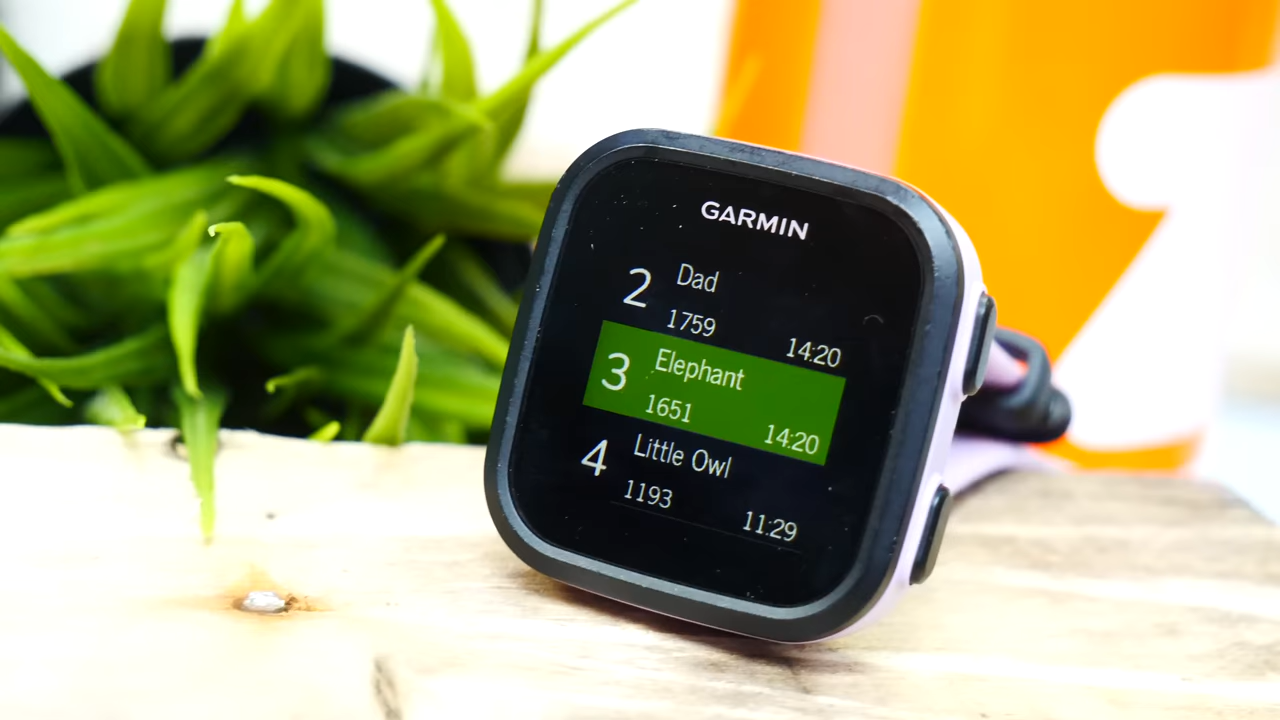 GARMIN
2 Dad
1759 14:20
3 Elephant
1651 14:20
4 Little Owl
1193 11:29